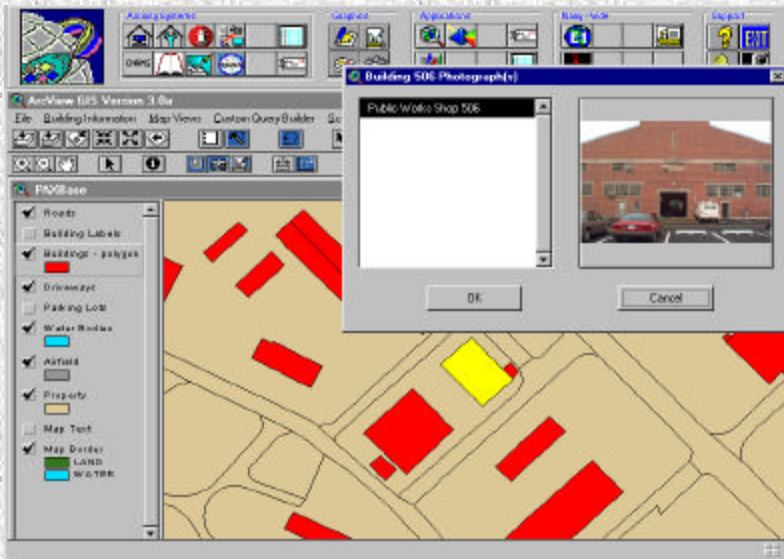 Graphics
Applications
Navy-wide
Support
EXIT
Building 506 Photograph(s)
Public Works Shop 506
OK
Cancel
ArcView GIS Version 3.0a
File Building Information Map Views Custom Query Builder
PAXBase
Roads
Building Labels
Buildings - polygon
Driveways
Parking Lots
Water Bodies
Airfield
Property
Map Text
Map Border
LAND
WATER